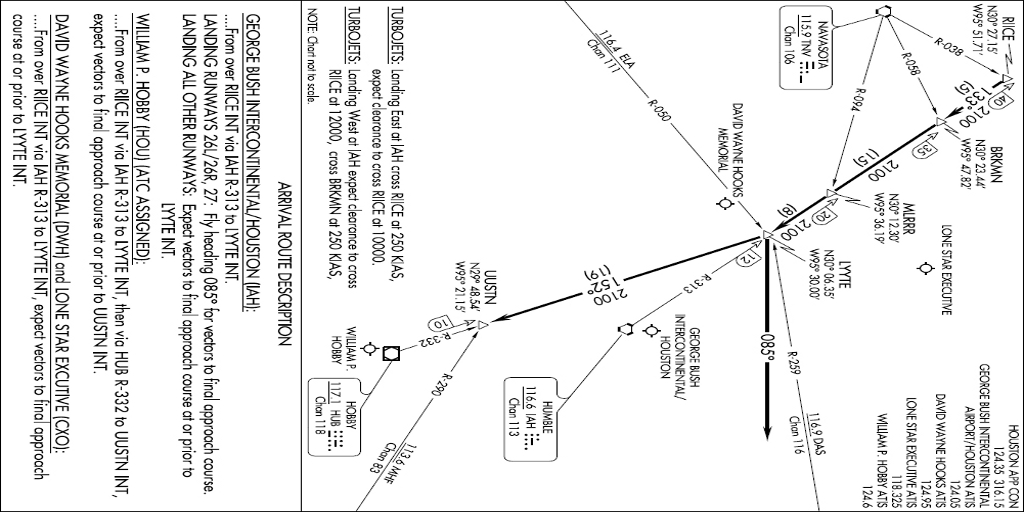 HOUSTON APP CON
124.35 316.15
GEORGE BUSH INTERCONTINENTAL
AIRPORT/HOUSTON ATIS
124.05
DAVID WAYNE HOOKS ATIS
124.95
LONE STAR EXECUTIVE ATIS
118.325
WILLIAM P. HOBBY ATIS
124.6
RIICE
N30° 27.15'
W95° 51.71'
40
133°
2100
(5)
BRKMN
N30° 23.44'
W95° 47.82'
35
R-038
R-058
R-094
NAVASOTA
115.9 TNV
Chan 106
2100
(15)
MLRRR
N30° 12.30'
W95° 36.19'
20
LONE STAR EXECUTIVE
2100
(8)
LYYTE
N30° 06.35'
W95° 30.00'
12
DAVID WAYNE HOOKS
MEMORIAL
116.4 ELA
Chan 111
R-050
085°
R-259
116.9 DAS
Chan 116
R-313
GEORGE BUSH
INTERCONTINENTAL/
HOUSTON
HUMBLE
116.6 IAH
Chan 113
2100
152°
(19)
UUSTN
N29° 48.54'
W95° 21.15'
10
R-332
R-290
113.6 MHF
Chan 83
WILLIAM P.
HOBBY
HOBBY
117.1 HUB
Chan 118
TURBOJETS: Landing East at IAH cross RIICE at 250 KIAS,
expect clearance to cross RIICE at 10000.
TURBOJETS: Landing West at IAH expect clearance to cross
RIICE at 12000, cross BRKMN at 250 KIAS.
NOTE: Chart not to scale.
ARRIVAL ROUTE DESCRIPTION
GEORGE BUSH INTERCONTINENTAL/HOUSTON (IAH):
....From over RIICE INT via IAH R-313 to LYYTE INT.
LANDING RUNWAYS 26L/26R, 27: Fly heading 085° for vectors to final approach course.
LANDING ALL OTHER RUNWAYS: Expect vectors to final approach course at or prior to
LYYTE INT.
WILLIAM P. HOBBY (HOU) (ATC ASSIGNED):
....From over RIICE INT via IAH R-313 to LYYTE INT, then via HUB R-332 to UUSTN INT,
expect vectors to final approach course at or prior to UUSTN INT.
DAVID WAYNE HOOKS MEMORIAL (DWH) and LONE STAR EXCUTIVE (CXO):
....From over RIICE INT via IAH R-313 to LYYTE INT, expect vectors to final approach
course at or prior to LYYTE INT.